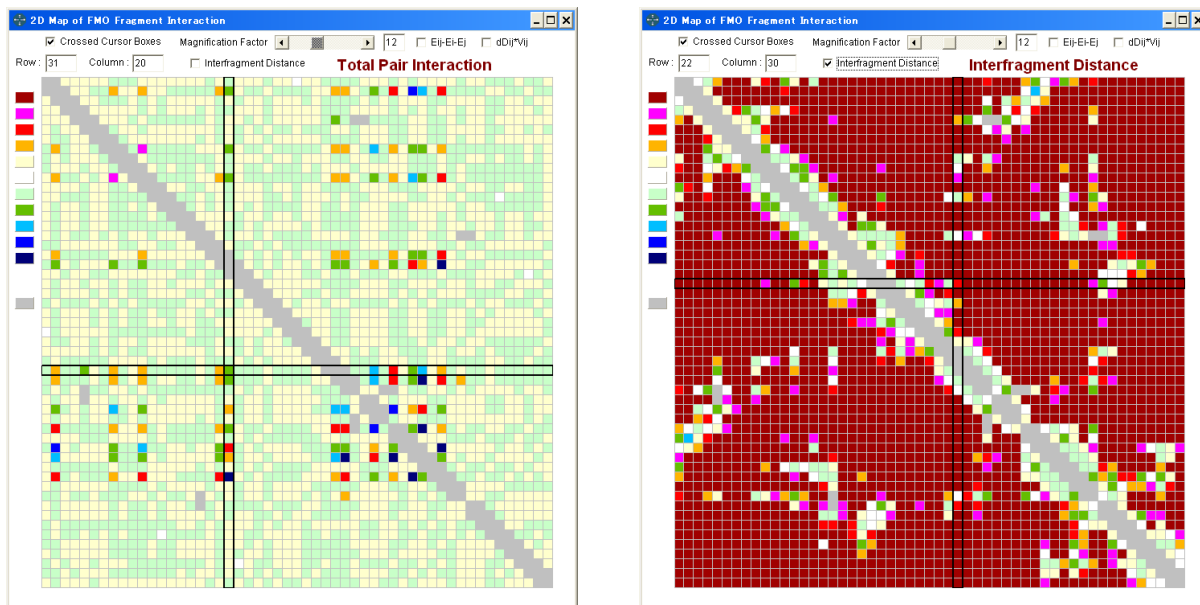 2D Map of FMO Fragment Interaction
Crossed Cursor Boxes Magnification Factor 12 Eij-Ei-Ej dDij*Vij
Row : 31 Column : 20 Interfragment Distance Total Pair Interaction
2D Map of FMO Fragment Interaction
Crossed Cursor Boxes Magnification Factor 12 Eij-Ei-Ej dDij*Vij
Row : 22 Column : 30 Interfragment Distance Interfragment Distance